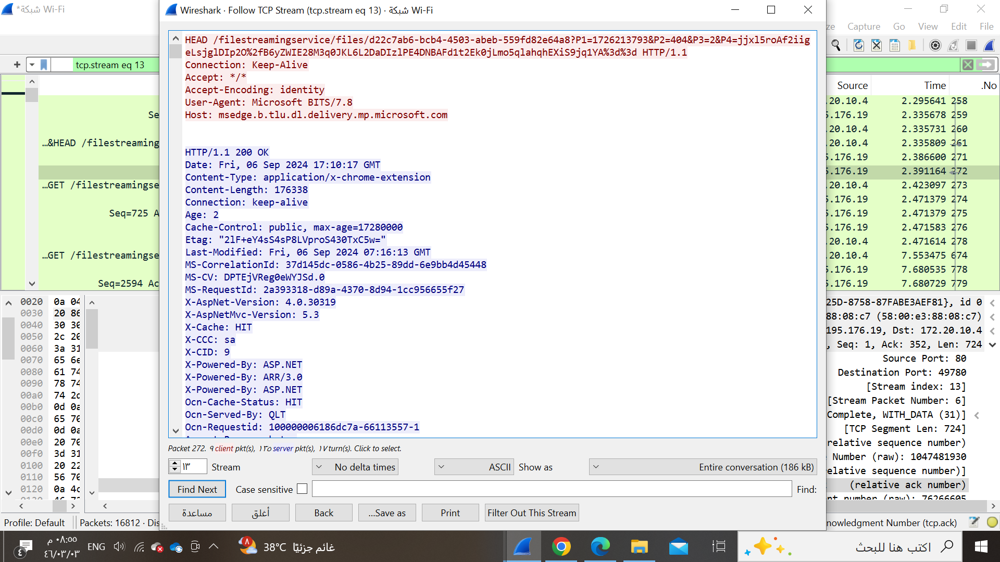 *شبكة Wi-Fi
Wireshark · Follow TCP Stream (tcp.stream eq 13) · شبكة Wi-Fi
Capture Go View Edit File
tcp.stream eq 13
Source Time .No
HEAD /filestreamingservice/files/d22c7ab6-bcb4-4503-abeb-559fd82e64a8?P1=1726213793&P2=404&P3=2&P4=jjxl5roAf2iig
eLsjglDIp2O%2fB6yZWIE28M3q0JKL6L2DaDIzlPE4DNBAFd1t2Ek0jLmo5qlahqhEXiS9jq1YA%3d%3d HTTP/1.1
Connection: Keep-Alive
Accept: */*
Accept-Encoding: identity
User-Agent: Microsoft BITS/7.8
Host: msedge.b.tlu.dl.delivery.mp.microsoft.com
HTTP/1.1 200 OK
Date: Fri, 06 Sep 2024 17:10:17 GMT
Content-Type: application/x-chrome-extension
Content-Length: 176338
Connection: keep-alive
Age: 2
Cache-Control: public, max-age=17280000
Etag: "2lF+eY4sS4sP8LVproS430TxC5w="
Last-Modified: Fri, 06 Sep 2024 07:16:13 GMT
MS-CorrelationId: 37d145dc-0586-4b25-89dd-6e9bb4d45448
MS-CV: DPTEjVReg0eWYJSd.0
MS-RequestId: 2a393318-d89a-4370-8d94-1cc956655f27
X-AspNet-Version: 4.0.30319
X-AspNetMvc-Version: 5.3
X-Cache: HIT
X-CCC: sa
X-CID: 9
X-Powered-By: ASP.NET
X-Powered-By: ARR/3.0
X-Powered-By: ASP.NET
Ocn-Cache-Status: HIT
Ocn-Served-By: QLT
Ocn-Requestid: 100000006186dc7a-66113557-1
Se
…&HEAD /filestreaming
…GET /filestreamingse
Seq=725 A
…GET /filestreamingse
Seq=2594 Ac
.20.10.4 2.295641 258
5.176.19 2.335678 259
.20.10.4 2.335731 260
.20.10.4 2.335809 261
5.176.19 2.386600 271
5.176.19 2.391164 272
.20.10.4 2.423097 273
5.176.19 2.471379 274
5.176.19 2.471379 275
5.176.19 2.471583 276
.20.10.4 2.471614 278
.20.10.4 7.553475 674
5.176.19 7.680535 778
5.176.19 7.680729 779
0020 0a 04
0030 20 86
0040 30 30
0050 2c 20
0060 3a 31
0070 65 6e
0080 61 74
0090 78 74
00a0 74 2d
00b0 0d 0a
00c0 65 70
00d0 0d 0a
00e0 20 70
00f0 3d 31
0100 20 22
0110 56 70
0120 0a 4c
25D-8758-87FABE3AEF81}, id 0
88:08:c7 (58:00:e3:88:08:c7)
195.176.19, Dst: 172.20.10.4
, Seq: 1, Ack: 352, Len: 724
Source Port: 80
Destination Port: 49780
[Stream index: 13]
[Stream Packet Number: 6]
Complete, WITH_DATA (31)]
[TCP Segment Len: 724]
relative sequence number)
Number (raw): 1047481930
elative sequence number)]
(relative ack number)
nt number (raw): 76266605
Packet 272. ٩ client pkt(s), ١٣٥ server pkt(s), ١٧ turn(s). Click to select.
١٣ Stream No delta times ASCII Show as Entire conversation (186 kB)
Find Next Case sensitive Find:
مساعدة أغلق Back ...Save as Print Filter Out This Stream
Profile: Default Packets: 16812 · Dis
nowledgment Number (tcp.ack)
٤ ٠٨:٥٥ م ENG ٨ 38°C غائم جزئيًا اكتب هنا للبحث
٤٦/٠٣/٠٣